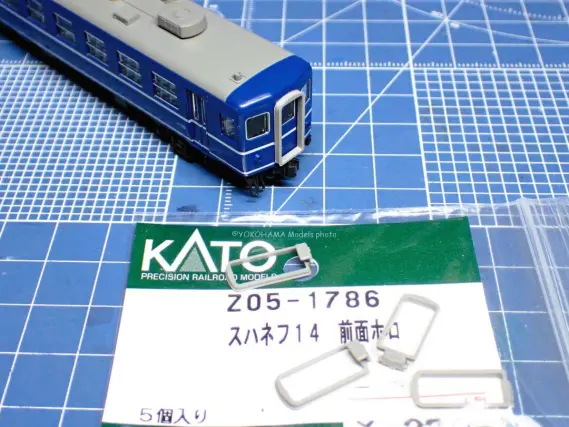 ©YOKOHAMA Models photo
KATO
PRECISION RAILROAD MODELS
Z05-1786
スハネフ14 前面ホロ
5個入り